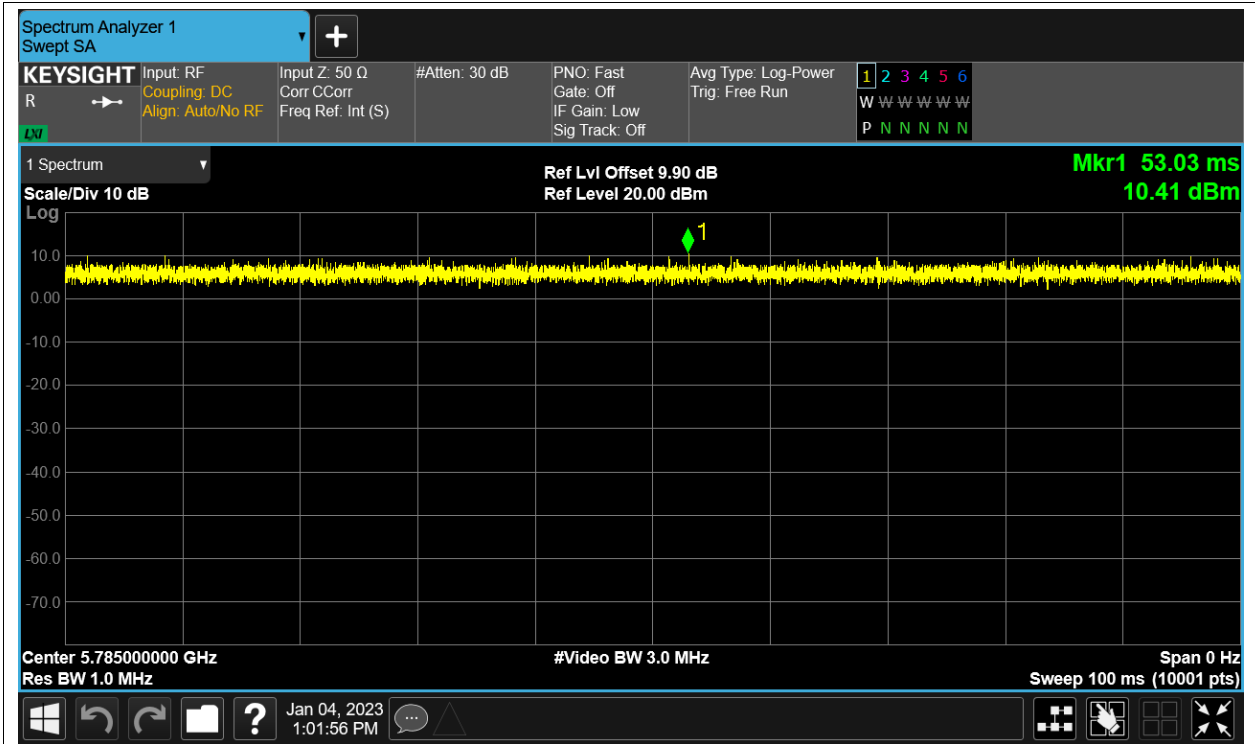 Spectrum Analyzer 1
Swept SA
KEYSIGHT
R
LXI
Input: RF
Coupling: DC
Align: Auto/No RF
Input Z: 50 Ω
Corr CCorr
Freq Ref: Int (S)
#Atten: 30 dB
PNO: Fast
Gate: Off
IF Gain: Low
Sig Track: Off
Avg Type: Log-Power
Trig: Free Run
1 2 3 4 5 6
W W W W W W
P N N N N N
1 Spectrum
Scale/Div 10 dB
Log
Ref Lvl Offset 9.90 dB
Ref Level 20.00 dBm
Mkr1 53.03 ms
10.41 dBm
1
10.0
0.00
-10.0
-20.0
-30.0
-40.0
-50.0
-60.0
-70.0
Center 5.785000000 GHz
Res BW 1.0 MHz
#Video BW 3.0 MHz
Span 0 Hz
Sweep 100 ms (10001 pts)
?
Jan 04, 2023
1:01:56 PM